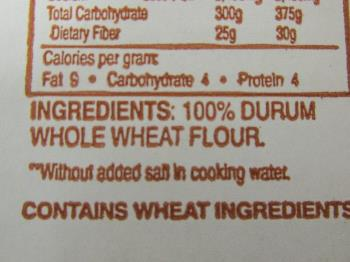 Total Carbohydrate 300g 375g
Dietary Fiber 25g 30g
Calories per gram:
Fat 9 • Carbohydrate 4 • Protein 4
INGREDIENTS: 100% DURUM
WHOLE WHEAT FLOUR.
**Without added salt in cooking water.
CONTAINS WHEAT INGREDIENTS